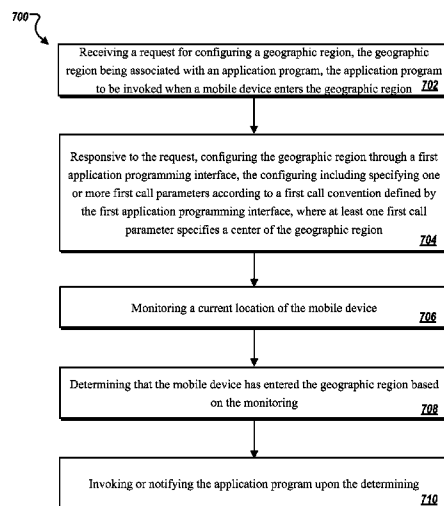 700
Receiving a request for configuring a geographic region, the geographic
region being associated with an application program, the application program
to be invoked when a mobile device enters the geographic region 702
Responsive to the request, configuring the geographic region through a first
application programming interface, the configuring including specifying one
or more first call parameters according to a first call convention defined by
the first application programming interface, where at least one first call
parameter specifies a center of the geographic region
704
Monitoring a current location of the mobile device
706
Determining that the mobile device has entered the geographic region based
on the monitoring
708
Invoking or notifying the application program upon the determining
710